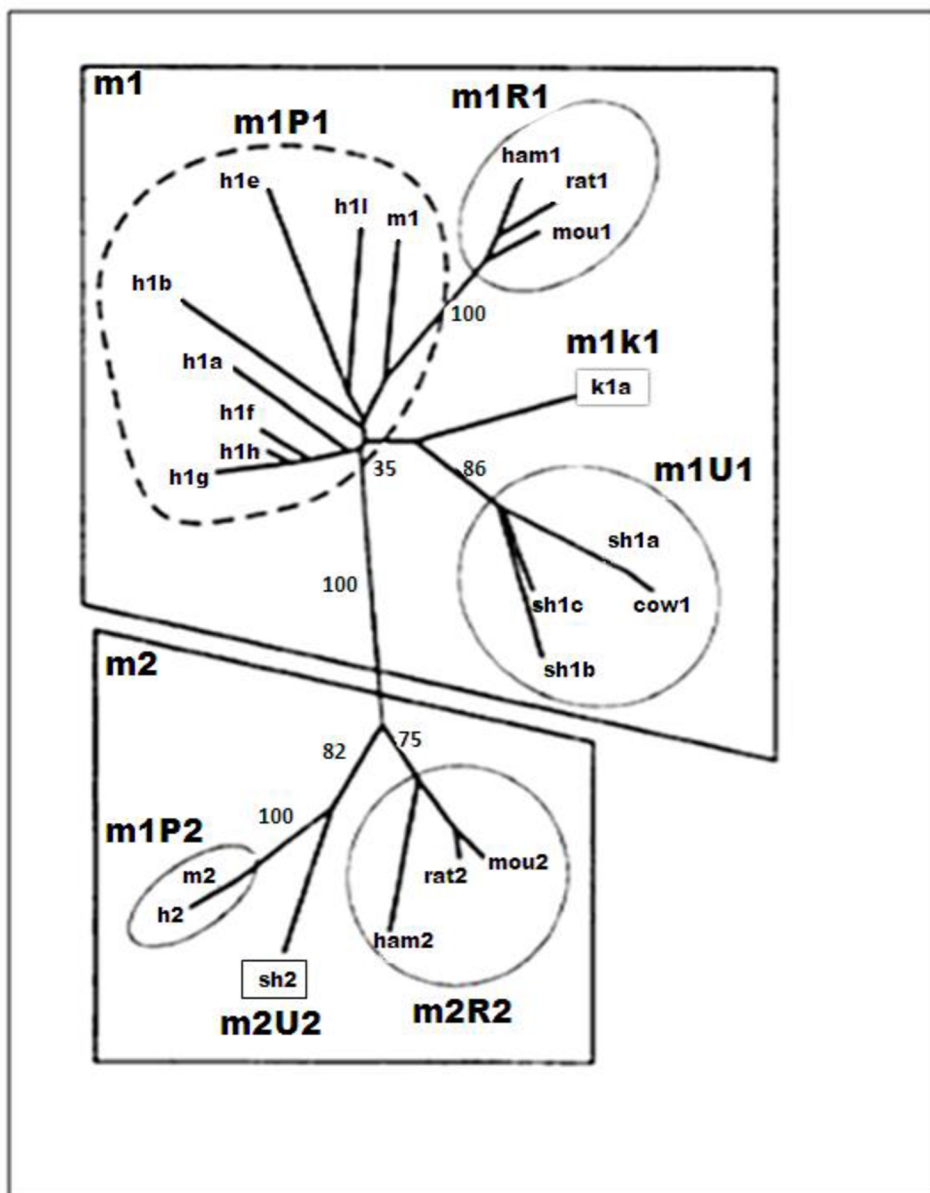 m1
m1R1
m1P1
ham1
h1e
rat1
h1l
m1
mou1
h1b
100
m1k1
h1a
k1a
h1f
h1h
h1g
35
86
m1U1
sh1a
100
sh1c
cow1
m2
sh1b
82
75
100
m1P2
m2
rat2
mou2
h2
ham2
sh2
m2U2
m2R2